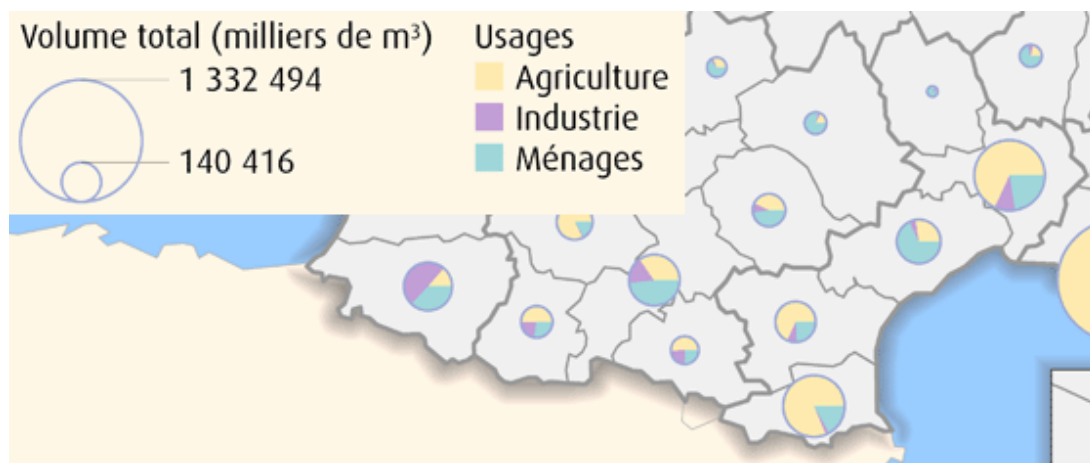 Volume total (milliers de m³)
1 332 494
140 416
Usages
Agriculture
Industrie
Ménages